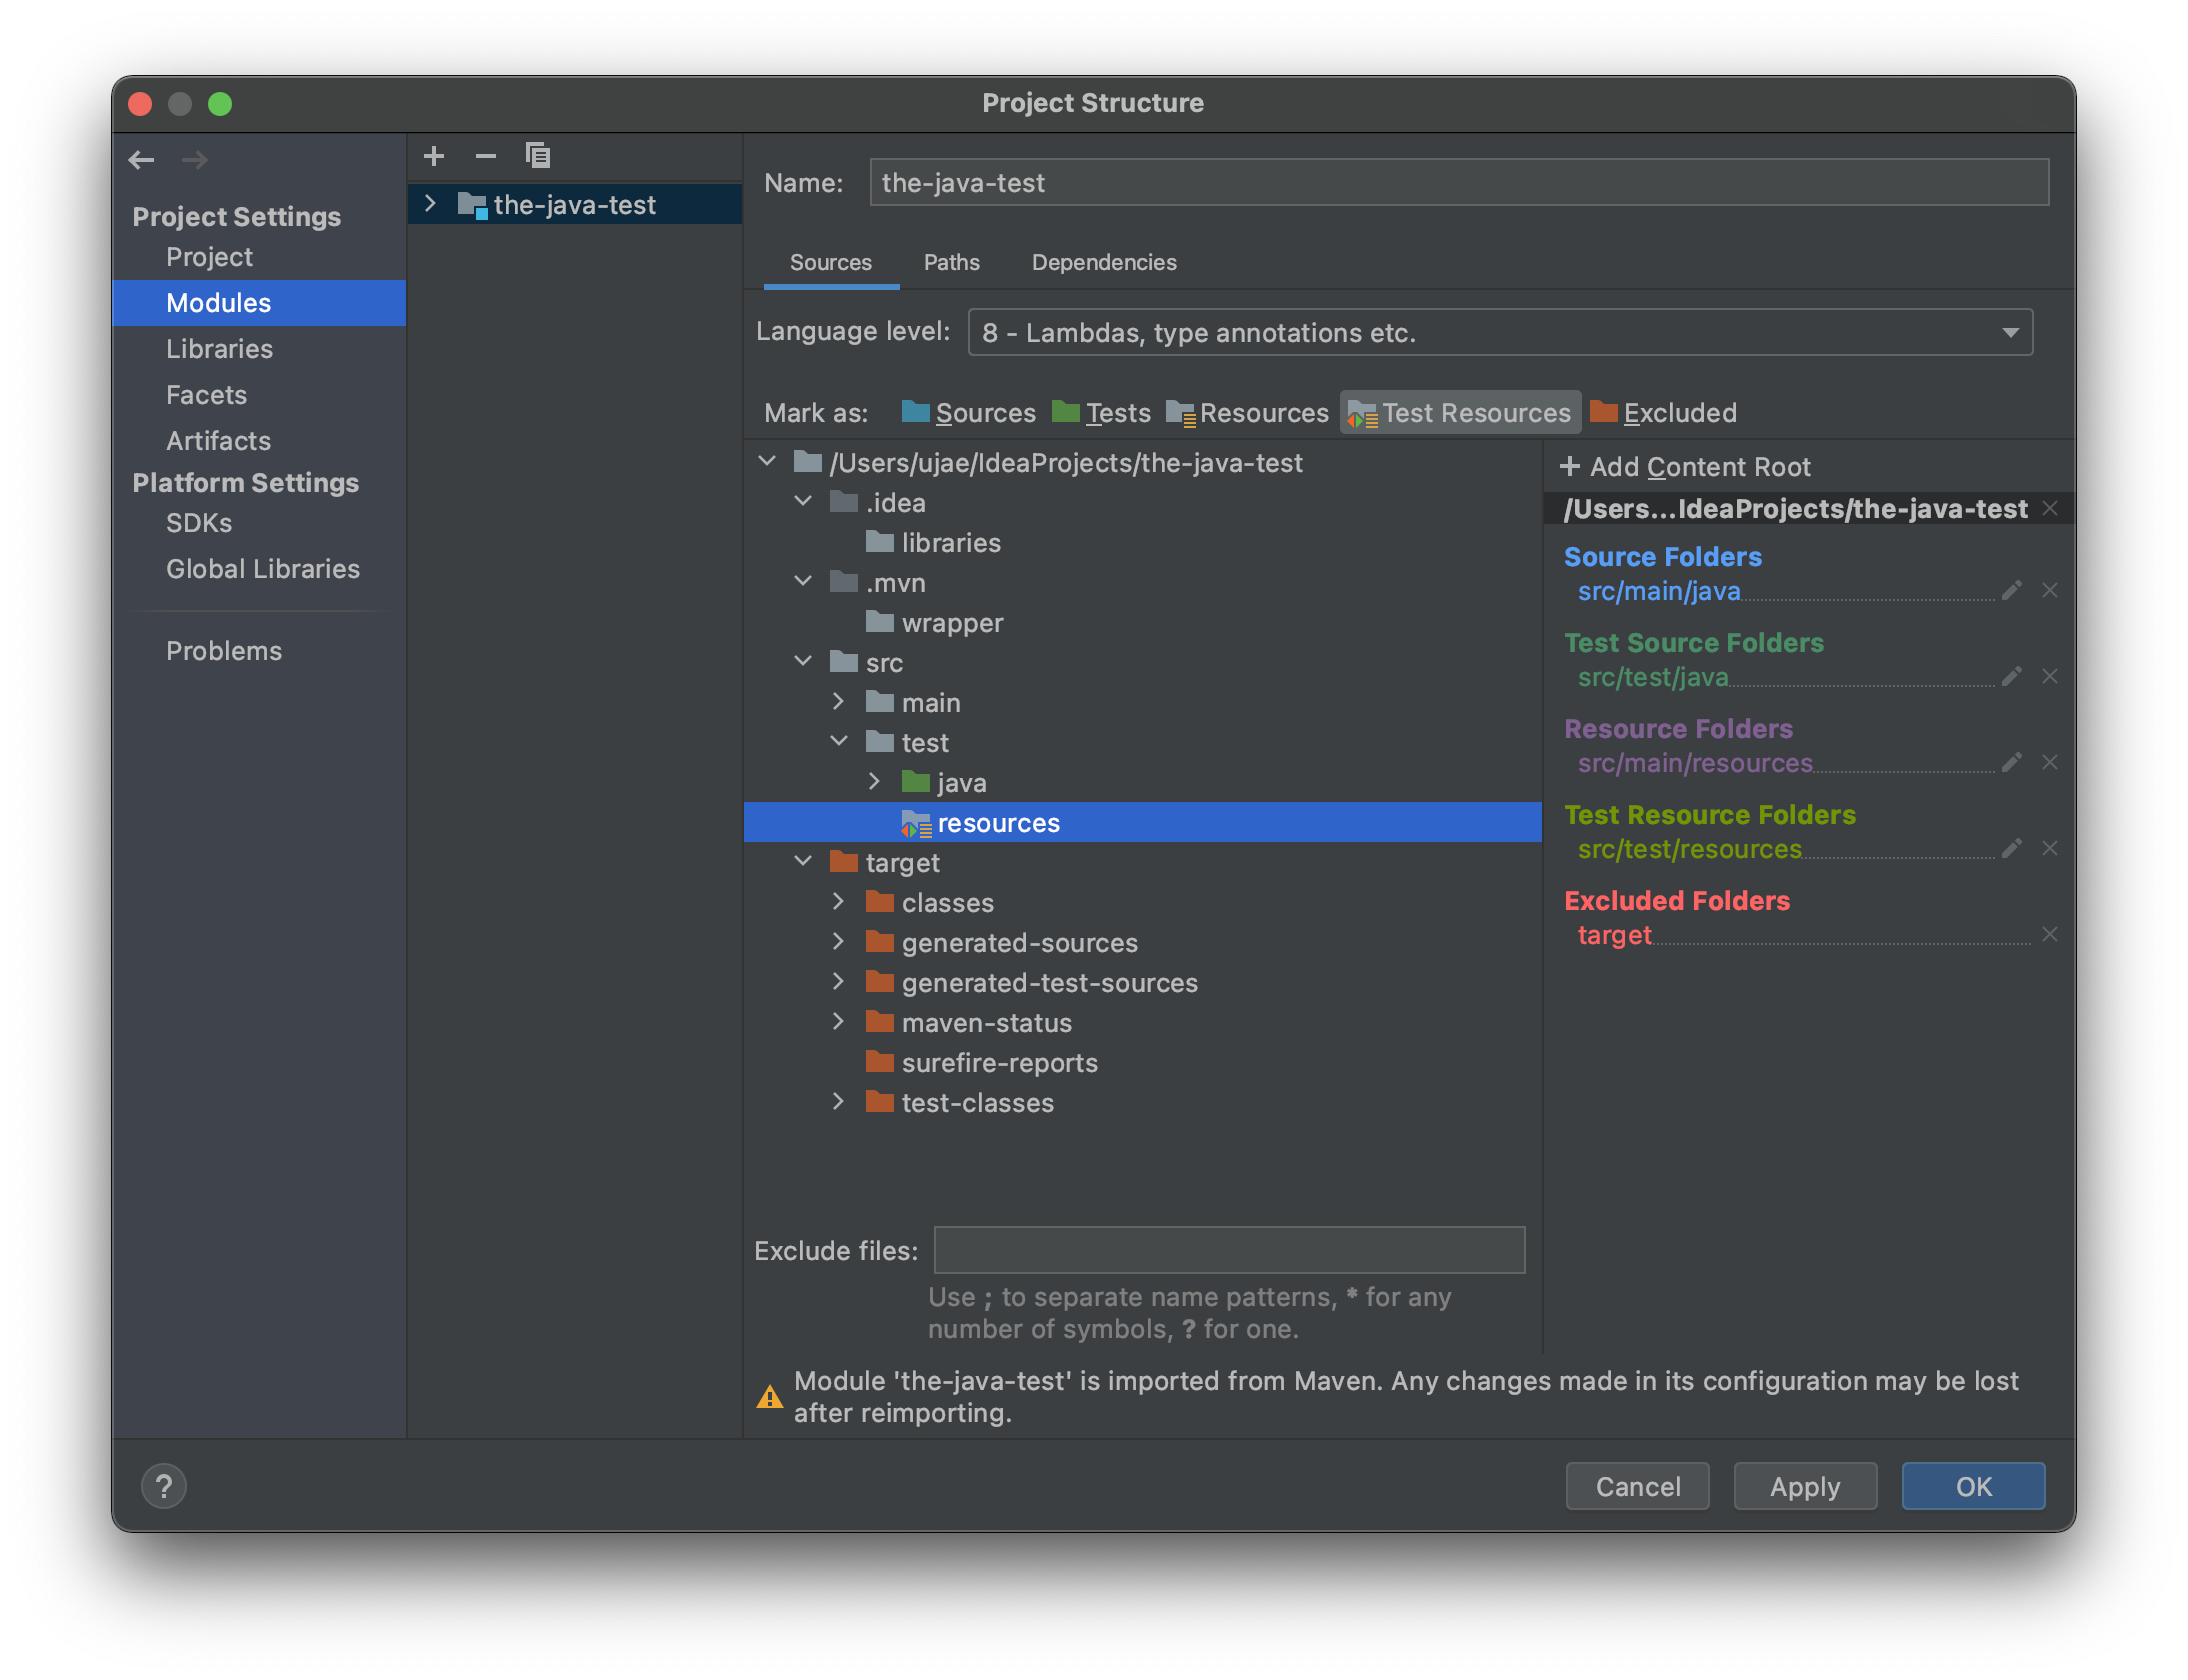 Project Structure
Project Settings
Project
Modules
Libraries
Facets
Artifacts
Platform Settings
SDKs
Global Libraries
Problems
the-java-test
Name: the-java-test
Sources Paths Dependencies
Language level: 8 - Lambdas, type annotations etc.
Mark as: Sources Tests Resources Test Resources Excluded
/Users/ujae/IdeaProjects/the-java-test
.idea
libraries
.mvn
wrapper
src
main
test
java
resources
target
classes
generated-sources
generated-test-sources
maven-status
surefire-reports
test-classes
Add Content Root
/Users...IdeaProjects/the-java-test
Source Folders
src/main/java
Test Source Folders
src/test/java
Resource Folders
src/main/resources
Test Resource Folders
src/test/resources
Excluded Folders
target
Exclude files:
Use ; to separate name patterns, * for any
number of symbols, ? for one.
Module 'the-java-test' is imported from Maven. Any changes made in its configuration may be lost
after reimporting.
? Cancel Apply OK